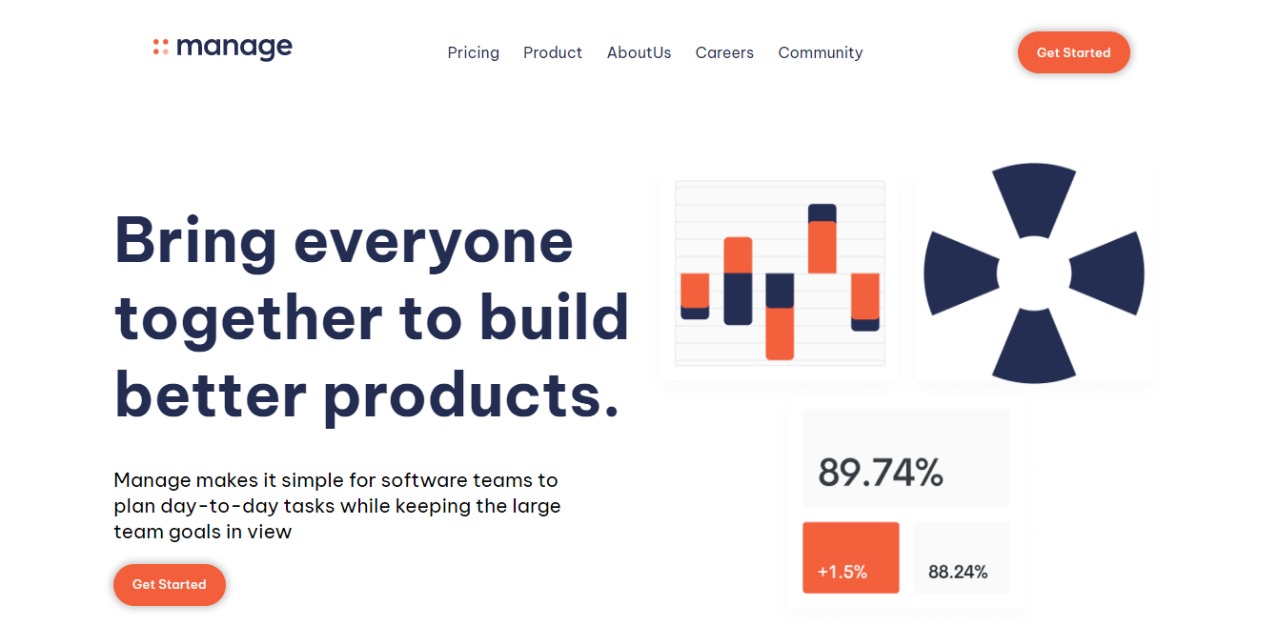 manage
Pricing Product AboutUs Careers Community
Get Started
Bring everyone
together to build
better products.
Manage makes it simple for software teams to
plan day-to-day tasks while keeping the large
team goals in view
Get Started
89.74%
+1.5%
88.24%